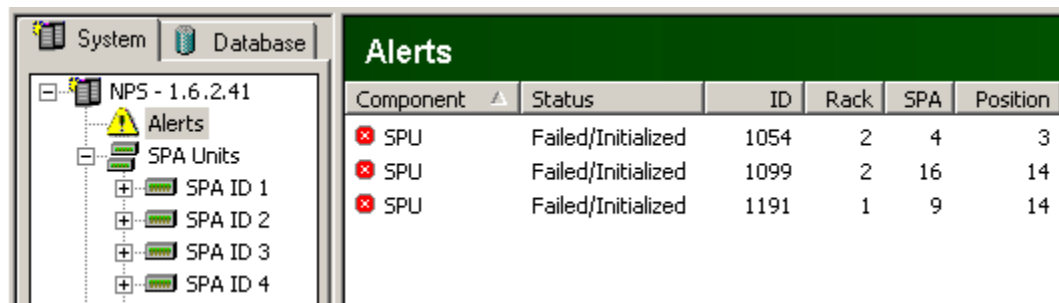 System Database
NPS - 1.6.2.41
Alerts
SPA Units
SPA ID 1
SPA ID 2
SPA ID 3
SPA ID 4
Alerts
Component Status ID Rack SPA Position
SPU Failed/Initialized 1054 2 4 3
SPU Failed/Initialized 1099 2 16 14
SPU Failed/Initialized 1191 1 9 14